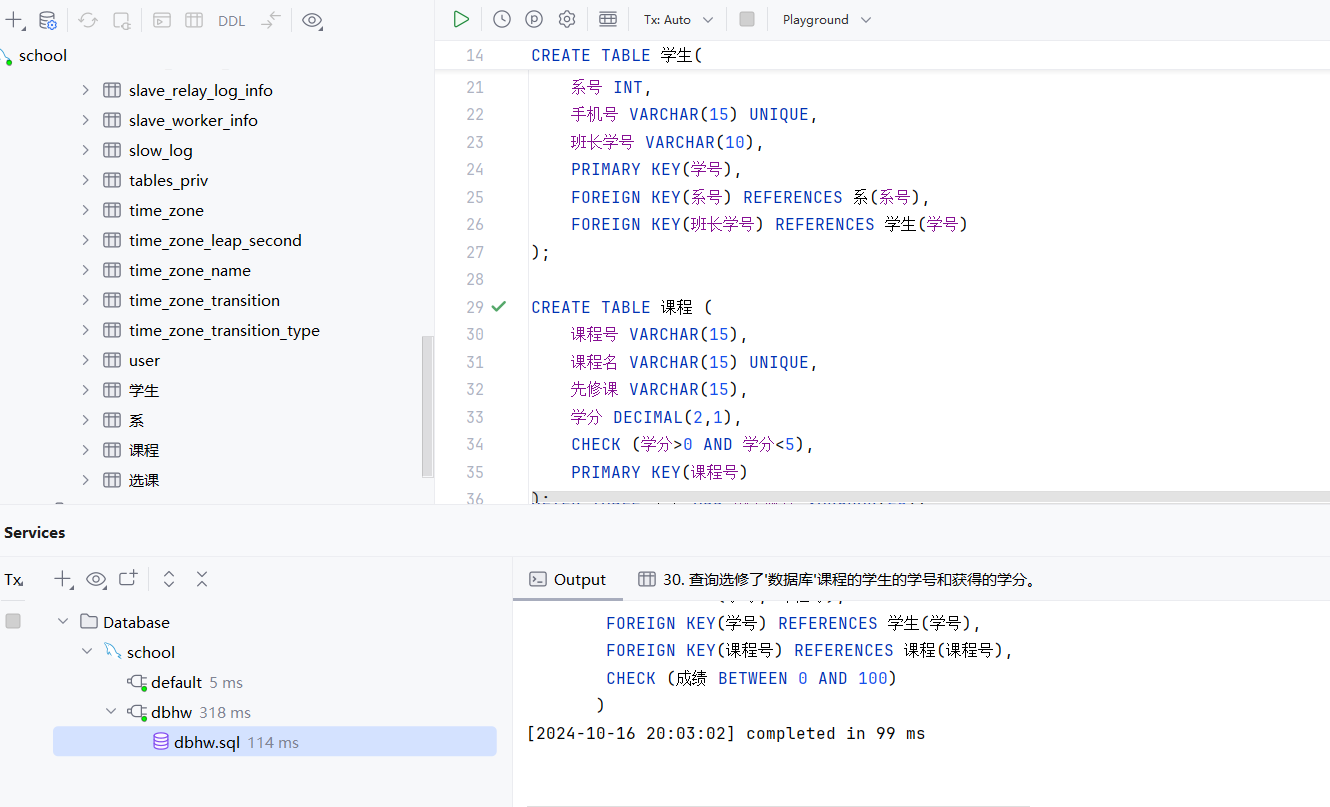 DDL
Tx: Auto
Playground
school
slave_relay_log_info
slave_worker_info
slow_log
tables_priv
time_zone
time_zone_leap_second
time_zone_name
time_zone_transition
time_zone_transition_type
user
学生
系
课程
选课
14 CREATE TABLE 学生(
21 系号 INT,
22 手机号 VARCHAR(15) UNIQUE,
23 班长学号 VARCHAR(10),
24 PRIMARY KEY(学号),
25 FOREIGN KEY(系号) REFERENCES 系(系号),
26 FOREIGN KEY(班长学号) REFERENCES 学生(学号)
27 );
28
29 CREATE TABLE 课程 (
30 课程号 VARCHAR(15),
31 课程名 VARCHAR(15) UNIQUE,
32 先修课 VARCHAR(15),
33 学分 DECIMAL(2,1),
34 CHECK (学分>0 AND 学分<5),
35 PRIMARY KEY(课程号)
36 );
Services
Tx
Database
school
default 5 ms
dbhw 318 ms
dbhw.sql 114 ms
Output
30. 查询选修了'数据库'课程的学生的学号和获得的学分。
FOREIGN KEY(学号) REFERENCES 学生(学号),
FOREIGN KEY(课程号) REFERENCES 课程(课程号),
CHECK (成绩 BETWEEN 0 AND 100)
)
[2024-10-16 20:03:02] completed in 99 ms